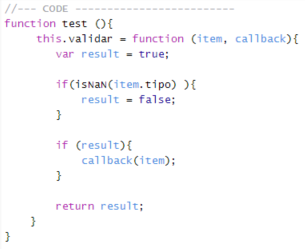 //--- CODE ------------------------
function test (){
this.validar = function (item, callback){
var result = true;
if(isNaN(item.tipo) ){
result = false;
}
if (result){
callback(item);
}
return result;
}
}